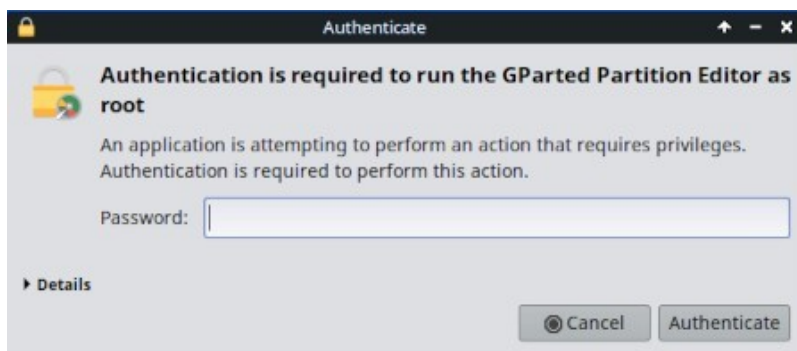 Authenticate
Authentication is required to run the GParted Partition Editor as
root
An application is attempting to perform an action that requires privileges.
Authentication is required to perform this action.
Password:
Details
Cancel Authenticate